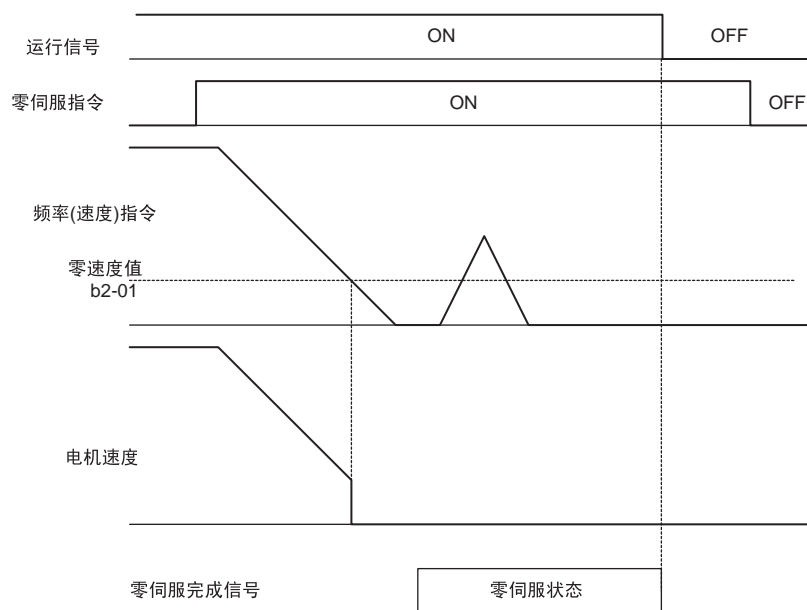 运行信号
ON
OFF
零伺服指令
ON
OFF
频率(速度)指令
零速度值
b2-01
电机速度
零伺服完成信号
零伺服状态